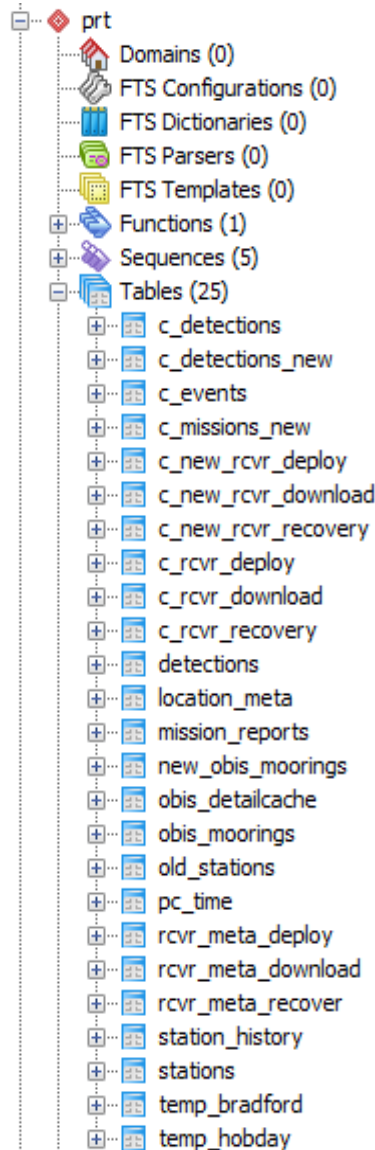 prt
Domains (0)
FTS Configurations (0)
FTS Dictionaries (0)
FTS Parsers (0)
FTS Templates (0)
Functions (1)
Sequences (5)
Tables (25)
c_detections
c_detections_new
c_events
c_missions_new
c_new_rcvr_deploy
c_new_rcvr_download
c_new_rcvr_recovery
c_rcvr_deploy
c_rcvr_download
c_rcvr_recovery
detections
location_meta
mission_reports
new_obis_moorings
obis_detailcache
obis_moorings
old_stations
pc_time
rcvr_meta_deploy
rcvr_meta_download
rcvr_meta_recover
station_history
stations
temp_bradford
temp_hobday